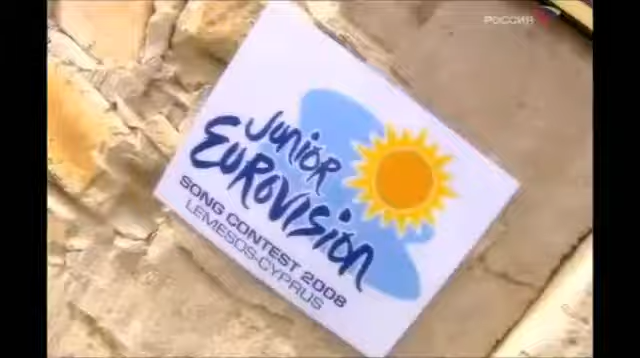 РОССИЯ
Junior
EUROVISION
SONG CONTEST 2008
LEMESOS-CYPRUS